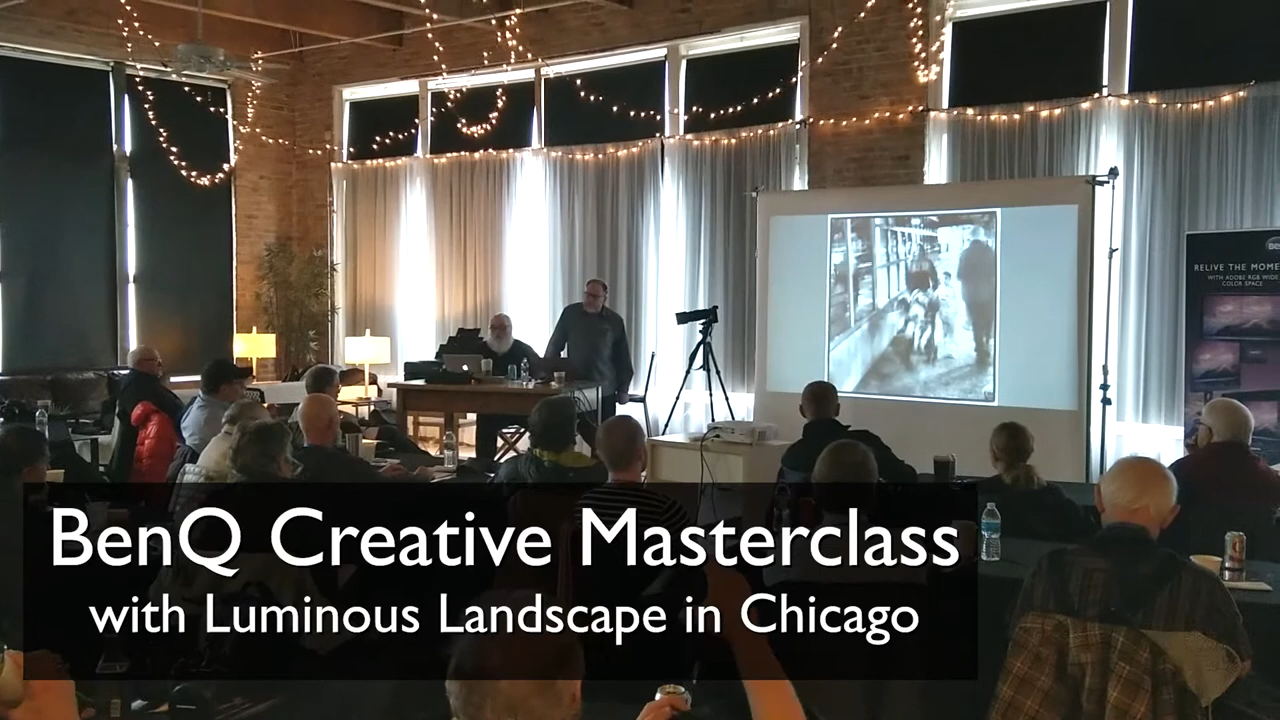 RELIVE THE MOME
WITH ADOBE RGB WIDE
COLOR SPACE
BenQ Creative Masterclass
with Luminous Landscape in Chicago